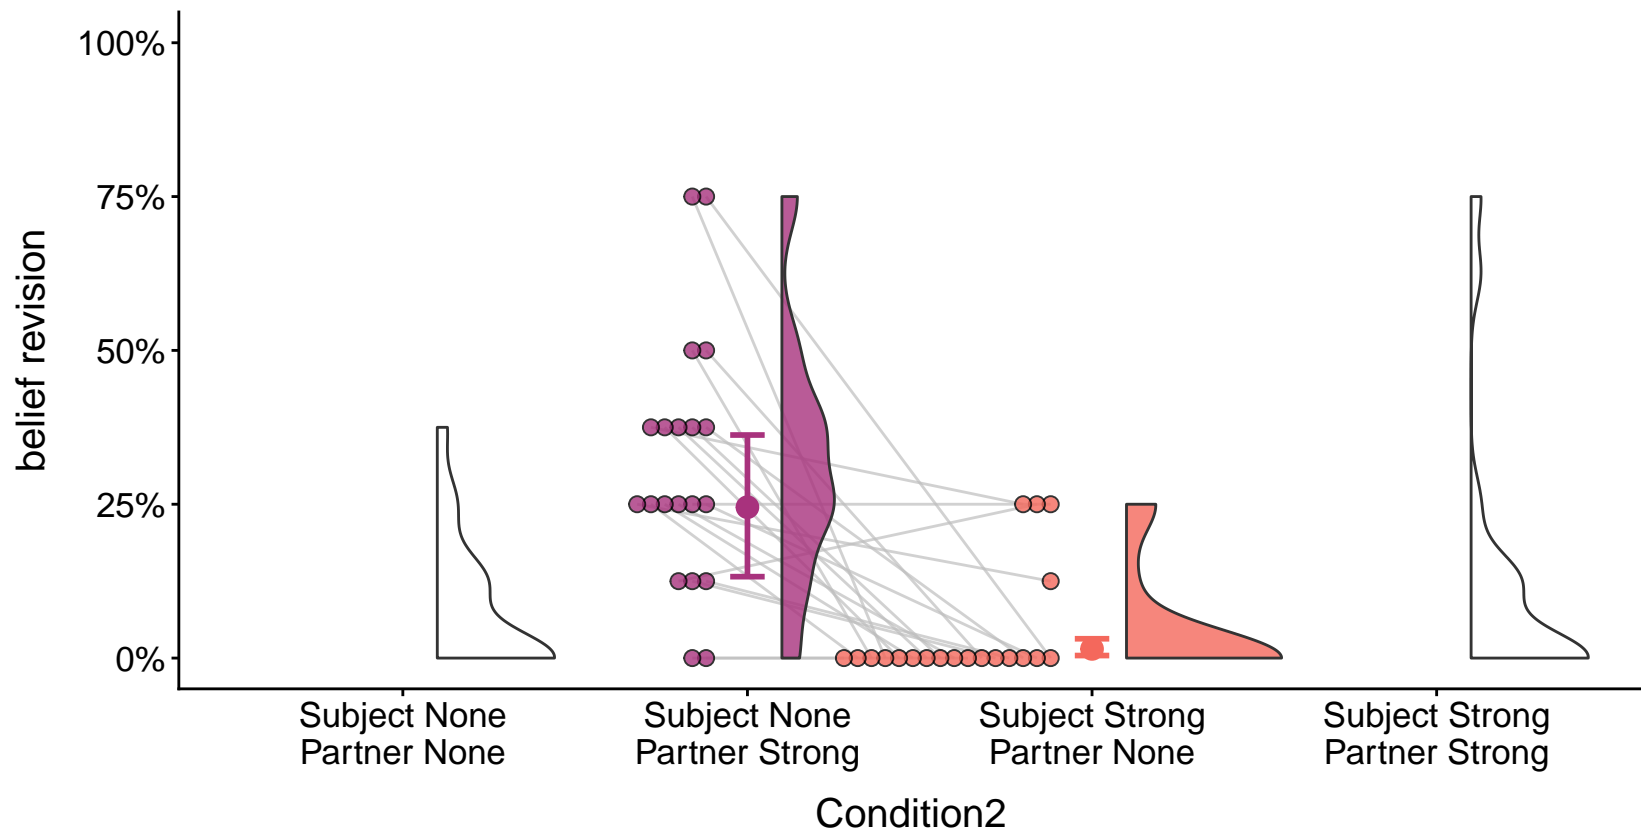 100%
75%
50%
25%
0%
belief revision
Subject None
Partner None
Subject None
Partner Strong
Subject Strong
Partner None
Subject Strong
Partner Strong
Condition2